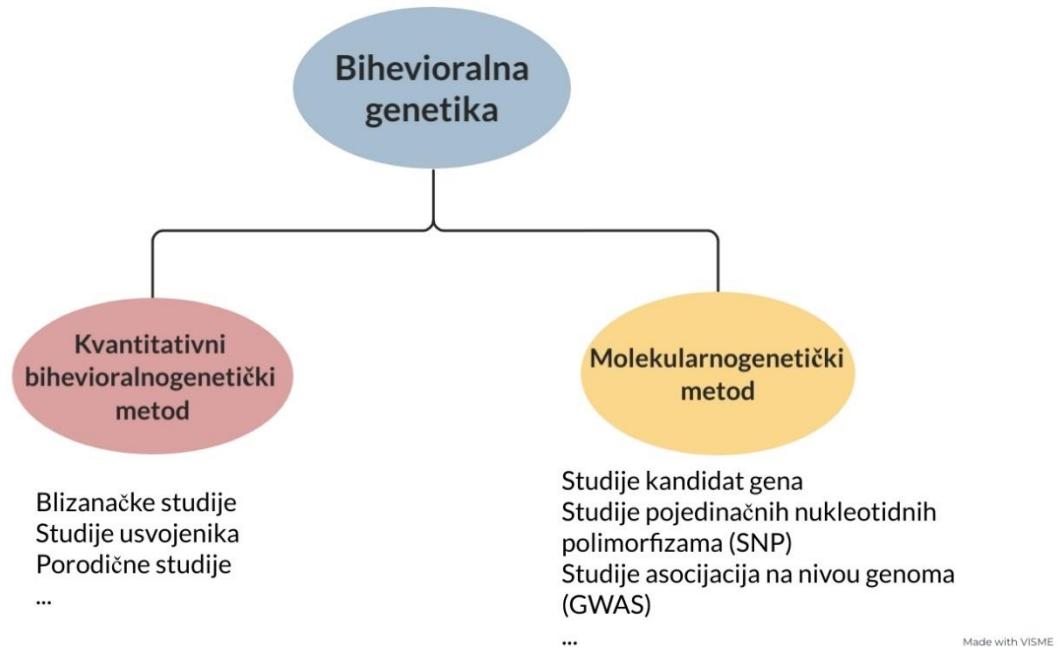 Bihevioralna
genetika
Kvantitativni
bihevioralnogenetički
metod
Molekularnogenetički
metod
Blizanačke studije
Studije usvojenika
Porodične studije
...
Studije kandidat gena
Studije pojedinačnih nukleotidnih
polimorfizama (SNP)
Studije asocijacija na nivou genoma
(GWAS)
...
Made with VISME